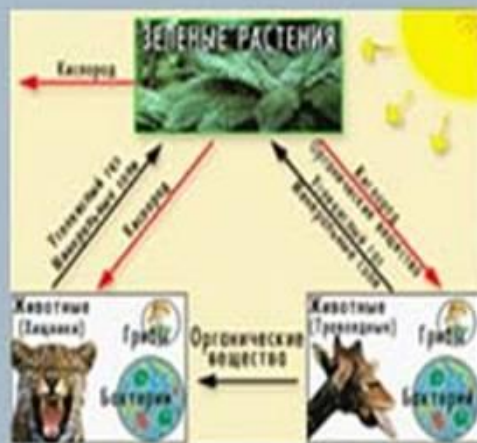 ЗЕЛЕНЫЕ РАСТЕНИЯ
Кислород
Углекислый газ
Минеральные соли
Кислород
Кислород
Органические вещества
Углекислый газ
Минеральные соли
Животные
(Хищники)
Грибы
Бактерии
Органические
вещества
Животные
(Травоядные)
Грибы
Бактерии